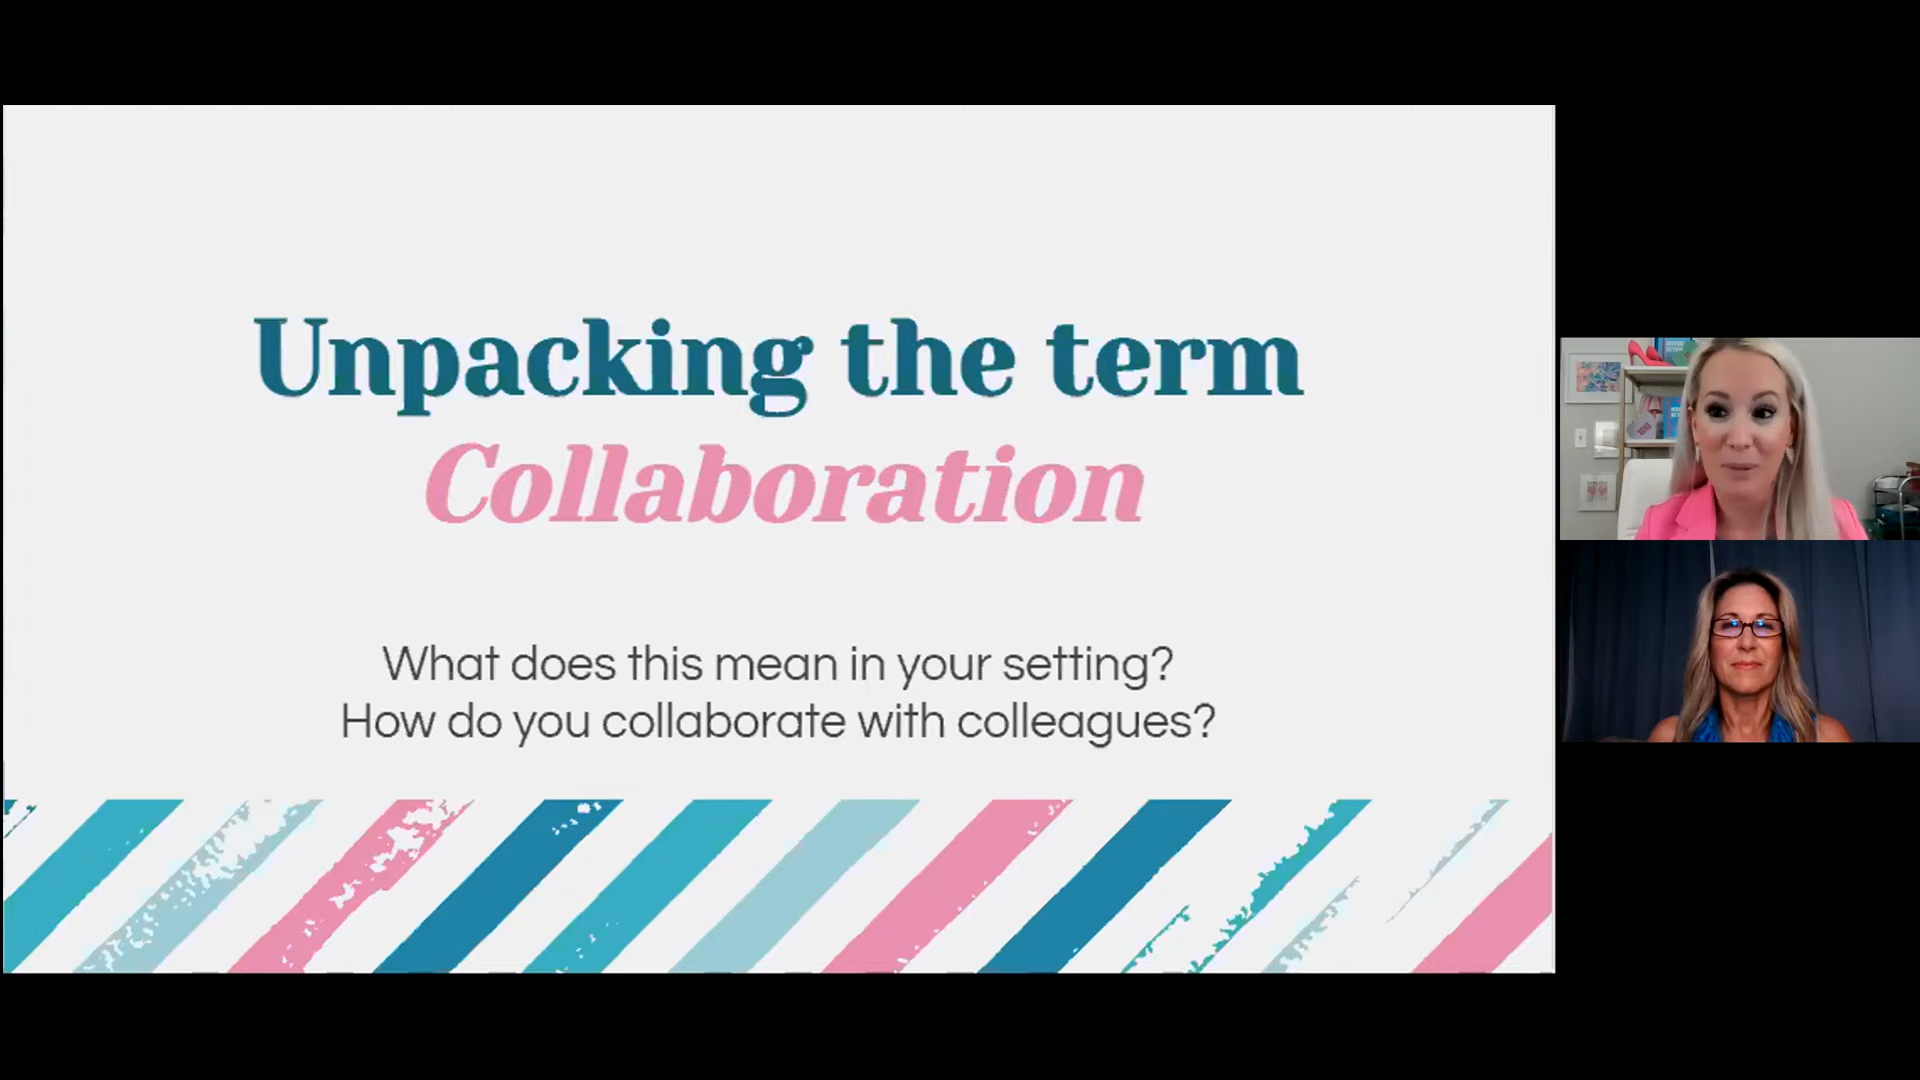 Unpacking the term
Collaboration
What does this mean in your setting?
How do you collaborate with colleagues?